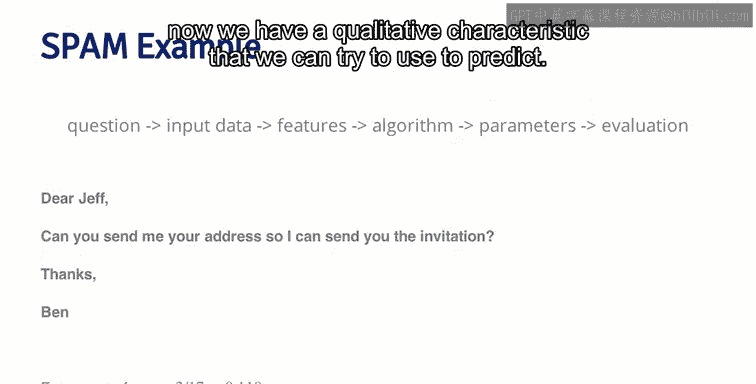 now we have a qualitative characteristic
that we can try to use to predict.
SPAM Example
question -> input data -> features -> algorithm -> parameters -> evaluation
Dear Jeff,
Can you send me your address so I can send you the invitation?
Thanks,
Ben